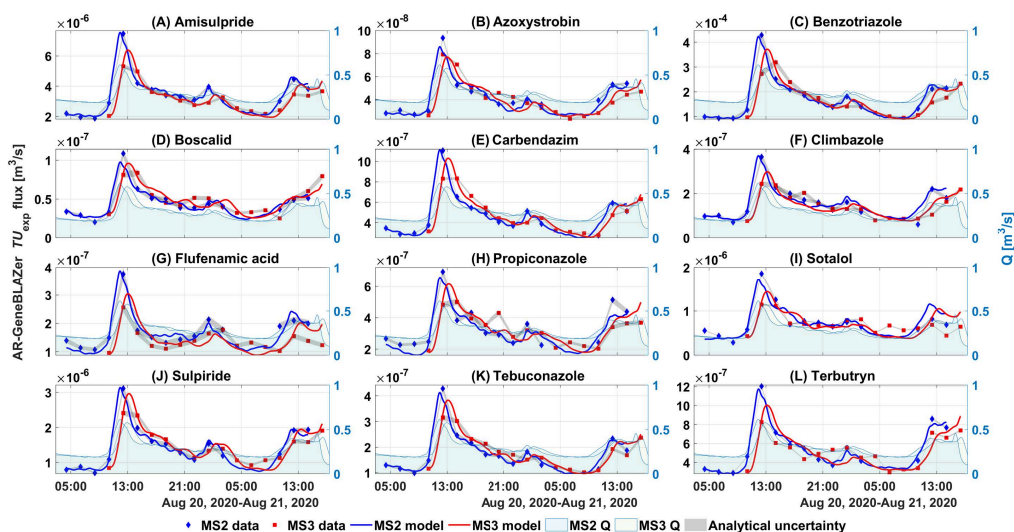 (A) Amisulpride (B) Azoxystrobin (C) Benzotriazole
×10⁻⁶ 1 10 ×10⁻⁸ 1 4 ×10⁻⁴ 1
6 8
0.5 6 0.5 0.5
4 2
4
2 0 0 1 0
(D) Boscalid (E) Carbendazim (F) Climbazole
×10⁻⁷ 1 ×10⁻⁷ 1 4 ×10⁻⁷ 1
1 10
8
0.5 0.5 0.5 2 0.5
6
4
0 0 0 0 0
(G) Flufenamic acid (H) Propiconazole (I) Sotalol
4 ×10⁻⁷ 1 ×10⁻⁷ 1 2 ×10⁻⁶ 1
3 6
0.5 0.5 1 0.5
2 4
1 0 2 0 0 0
(J) Sulpiride (K) Tebuconazole (L) Terbutryn
×10⁻⁶ 1 ×10⁻⁷ 1 12 ×10⁻⁷ 1
3 4 10
3 8
2 0.5 0.5 0.5
2 6
4
1 0 1 0 0
05:00 13:00 21:00 05:00 13:00 05:00 13:00 21:00 05:00 13:00 05:00 13:00 21:00 05:00 13:00
Aug 20, 2020-Aug 21, 2020 Aug 20, 2020-Aug 21, 2020 Aug 20, 2020-Aug 21, 2020
AR-GeneBLAZer TUexp flux [m³/s]
Q [m³/s]
MS2 data MS3 data MS2 model MS3 model MS2 Q MS3 Q Analytical uncertainty